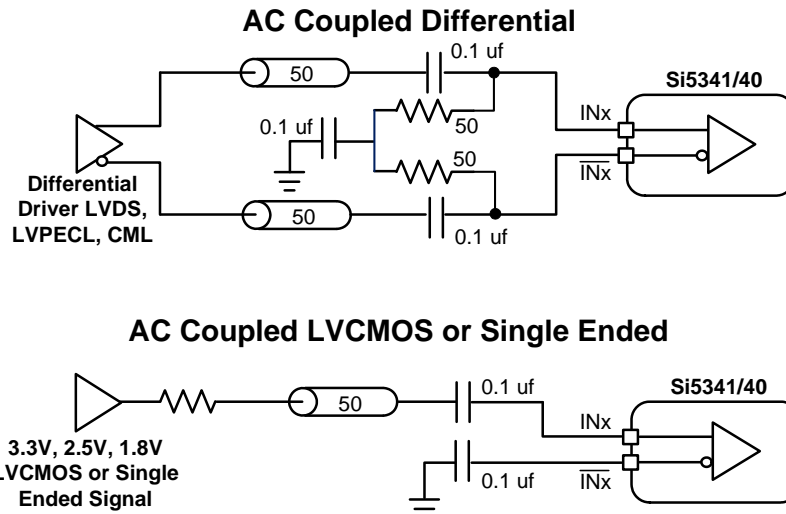 AC Coupled Differential
50
0.1 uf
Si5341/40
INx
0.1 uf
50
50
INx
Differential
Driver LVDS,
LVPECL, CML
50
0.1 uf
AC Coupled LVCMOS or Single Ended
50
0.1 uf
Si5341/40
INx
3.3V, 2.5V, 1.8V
LVCMOS or Single
Ended Signal
0.1 uf
INx